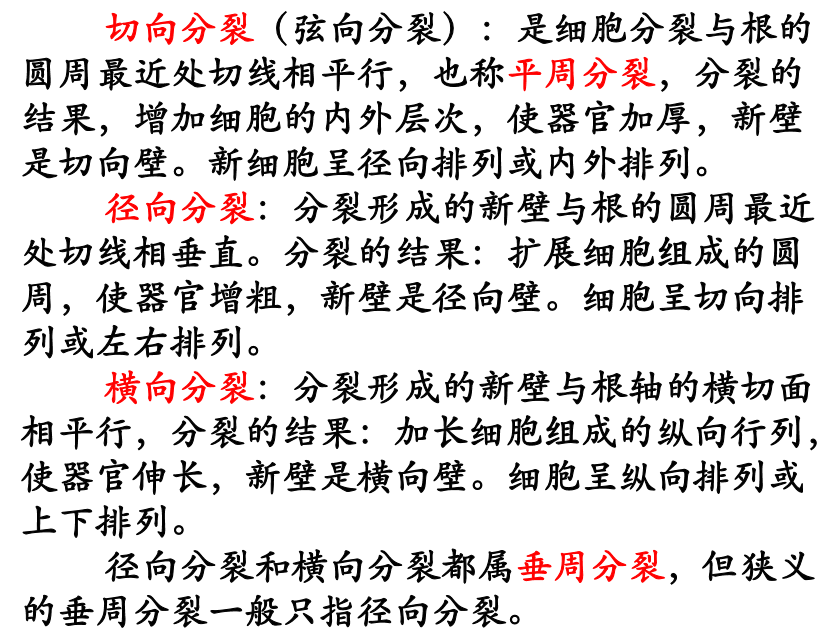 切向分裂（弦向分裂）：是细胞分裂与根的
圆周最近处切线相平行，也称平周分裂，分裂的
结果，增加细胞的内外层次，使器官加厚，新壁
是切向壁。新细胞呈径向排列或内外排列。
径向分裂：分裂形成的新壁与根的圆周最近
处切线相垂直。分裂的结果：扩展细胞组成的圆
周，使器官增粗，新壁是径向壁。细胞呈切向排
列或左右排列。
横向分裂：分裂形成的新壁与根轴的横切面
相平行，分裂的结果：加长细胞组成的纵向行列，
使器官伸长，新壁是横向壁。细胞呈纵向排列或
上下排列。
径向分裂和横向分裂都属垂周分裂，但狭义
的垂周分裂一般只指径向分裂。